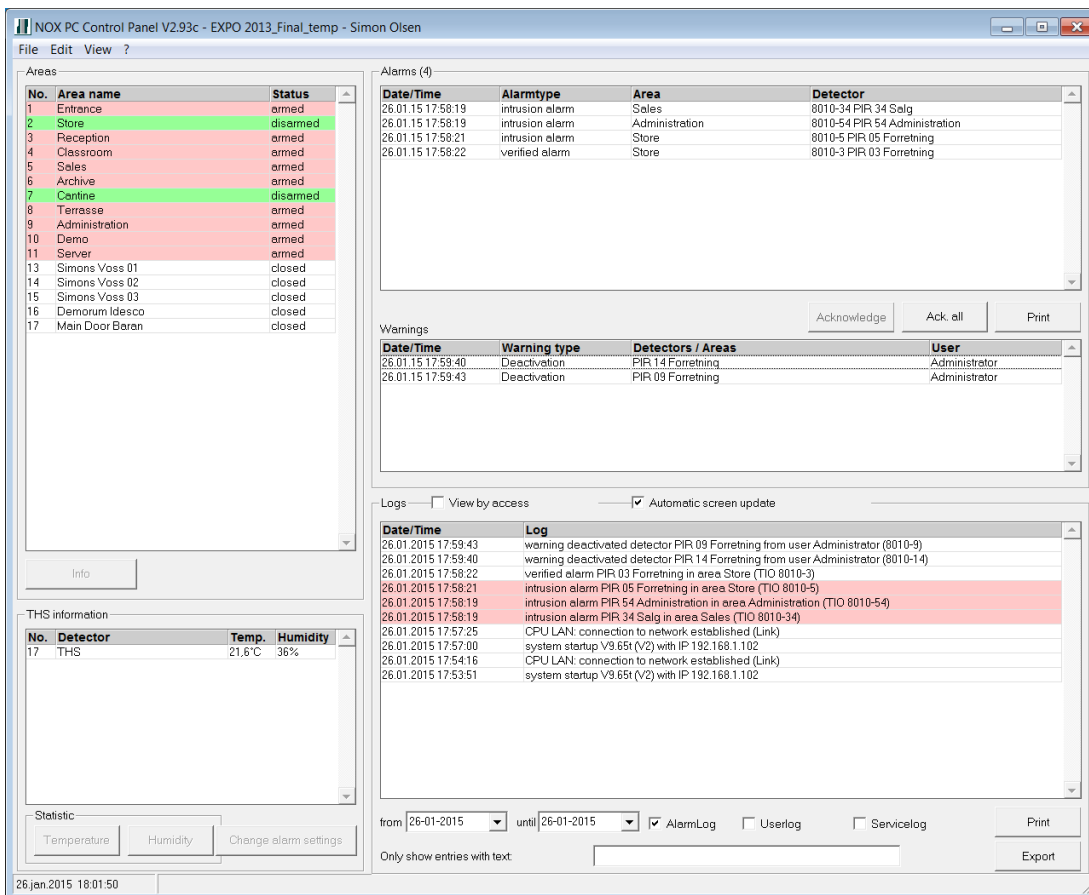 NOX PC Control Panel V2.93c - EXPO 2013_Final_temp - Simon Olsen
File Edit View ?
Areas
No. Area name Status
1 Entrance armed
2 Store disarmed
3 Reception armed
4 Classroom armed
5 Sales armed
6 Archive armed
7 Cantine disarmed
8 Terrasse armed
9 Administration armed
10 Demo armed
11 Server armed
13 Simons Voss 01 closed
14 Simons Voss 02 closed
15 Simons Voss 03 closed
16 Demorum Idesco closed
17 Main Door Baran closed
Info
THS information
No. Detector Temp. Humidity
17 THS 21,6°C 36%
Statistic
Temperature Humidity Change alarm settings
Alarms (4)
Date/Time Alarmtype Area Detector
26.01.15 17:58:19 intrusion alarm Sales 8010-34 PIR 34 Salg
26.01.15 17:58:19 intrusion alarm Administration 8010-54 PIR 54 Administration
26.01.15 17:58:21 intrusion alarm Store 8010-5 PIR 05 Forretning
26.01.15 17:58:22 verified alarm Store 8010-3 PIR 03 Forretning
Acknowledge Ack. all Print
Warnings
Date/Time Warning type Detectors / Areas User
26.01.15 17:59:40 Deactivation PIR 14 Forretning Administrator
26.01.15 17:59:43 Deactivation PIR 09 Forretning Administrator
Logs View by access Automatic screen update
Date/Time Log
26.01.2015 17:59:43 warning deactivated detector PIR 09 Forretning from user Administrator (8010-9)
26.01.2015 17:59:40 warning deactivated detector PIR 14 Forretning from user Administrator (8010-14)
26.01.2015 17:58:22 verified alarm PIR 03 Forretning in area Store (TIO 8010-3)
26.01.2015 17:58:21 intrusion alarm PIR 05 Forretning in area Store (TIO 8010-5)
26.01.2015 17:58:19 intrusion alarm PIR 54 Administration in area Administration (TIO 8010-54)
26.01.2015 17:58:19 intrusion alarm PIR 34 Salg in area Sales (TIO 8010-34)
26.01.2015 17:57:25 CPU LAN: connection to network established (Link)
26.01.2015 17:57:00 system startup V9.65t (V2) with IP 192.168.1.102
26.01.2015 17:54:16 CPU LAN: connection to network established (Link)
26.01.2015 17:53:51 system startup V9.65t (V2) with IP 192.168.1.102
from 26-01-2015 until 26-01-2015 AlarmLog Userlog Servicelog Print
Only show entries with text: Export
26.jan.2015 18:01:50